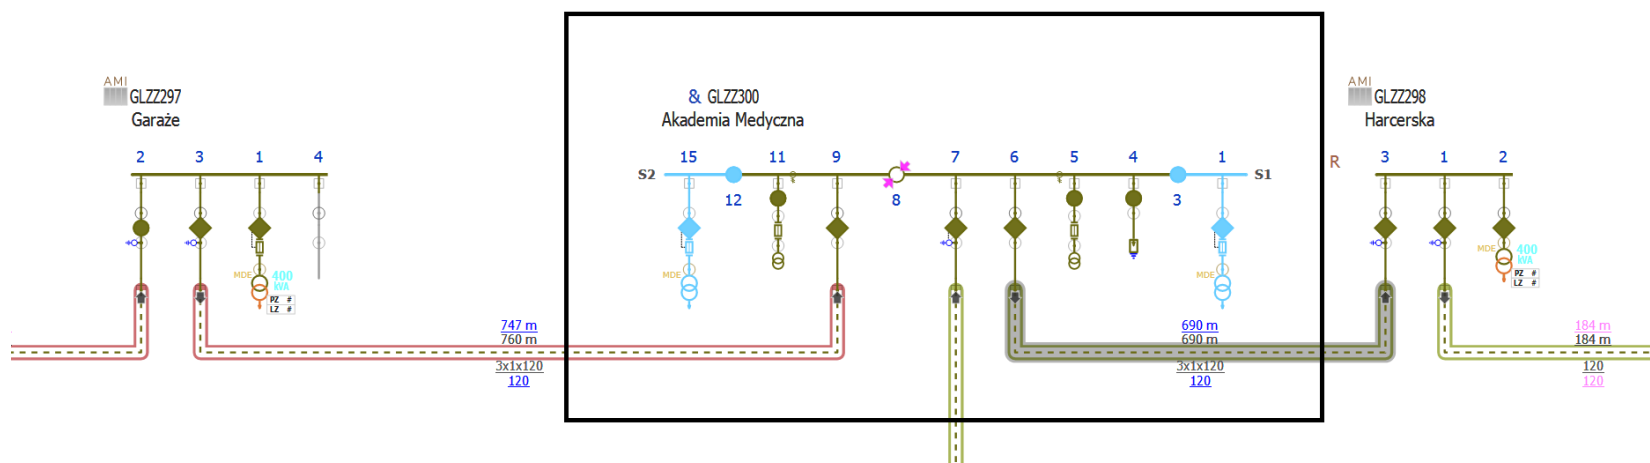 AMI
GLZZ297
Garaże
2 3 1 4
MDE
400
kVA
PZ #
LZ #
747 m
760 m
3x1x120
120
& GLZZ300
Akademia Medyczna
15 11 9 7 6 5 4 1
S2
S1
12 8 3
MDE
MDE
690 m
690 m
3x1x120
120
R
AMI
GLZZ298
Harcerska
3 1 2
MDE
400
kVA
PZ #
LZ #
184 m
184 m
120
120